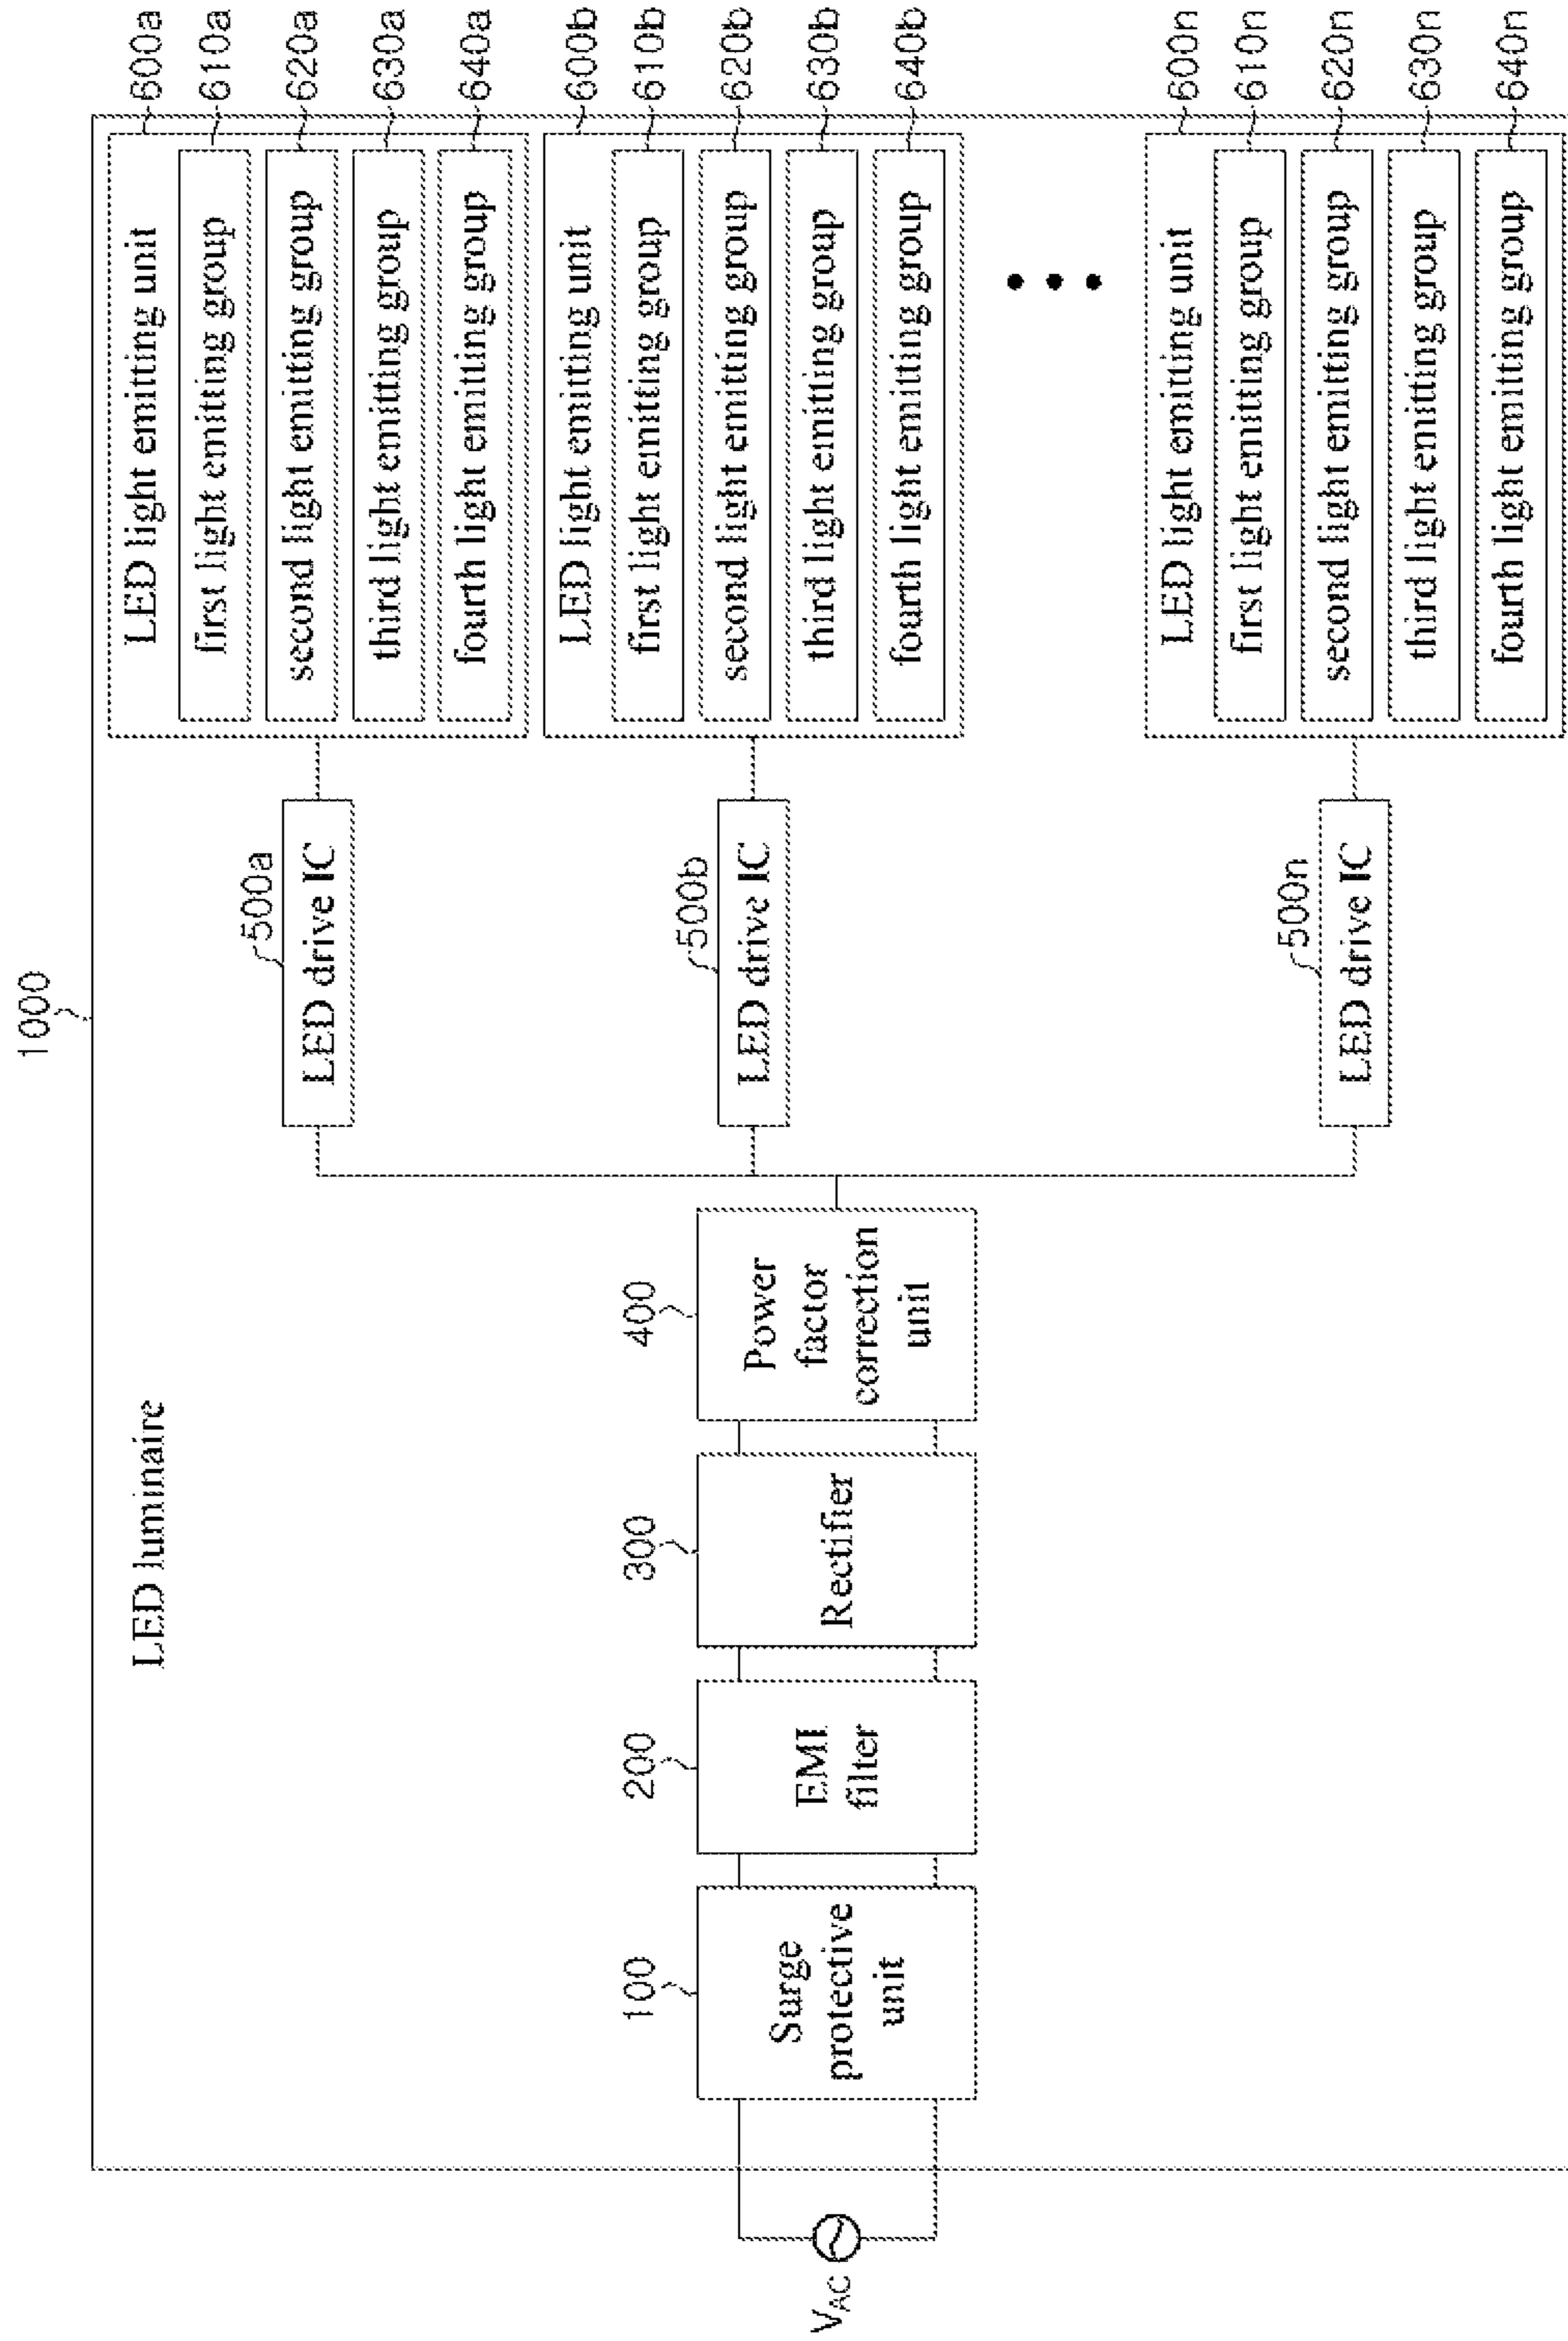 1000
LED luminaire
V_AC
100
Surge
protective
unit
200
EMI
filter
300
Rectifier
400
Power
factor
correction
unit
500a
LED drive IC
LED light emitting unit
600a
first light emitting group
610a
second light emitting group
620a
third light emitting group
630a
fourth light emitting group
640a
500b
LED drive IC
LED light emitting unit
600b
first light emitting group
610b
second light emitting group
620b
third light emitting group
630b
fourth light emitting group
640b
500n
LED drive IC
LED light emitting unit
600n
first light emitting group
610n
second light emitting group
620n
third light emitting group
630n
fourth light emitting group
640n